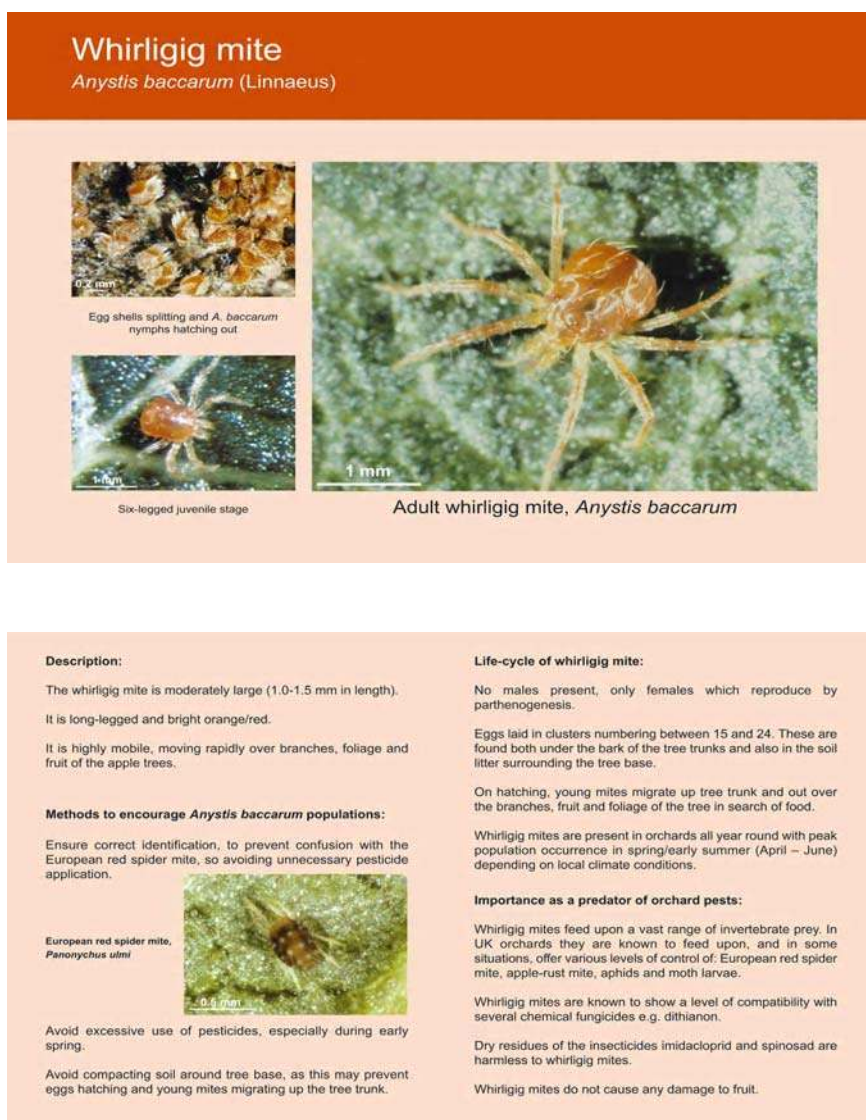 Whirligig mite
Anystis baccarum (Linnaeus)
0.2 mm
Egg shells splitting and A. baccarum
nymphs hatching out
1 mm
Six-legged juvenile stage
1 mm
Adult whirligig mite, Anystis baccarum
Description:
The whirligig mite is moderately large (1.0-1.5 mm in length).
It is long-legged and bright orange/red.
It is highly mobile, moving rapidly over branches, foliage and
fruit of the apple trees.
Methods to encourage Anystis baccarum populations:
Ensure correct identification, to prevent confusion with the
European red spider mite, so avoiding unnecessary pesticide
application.
European red spider mite,
Panonychus ulmi
0.5 mm
Avoid excessive use of pesticides, especially during early
spring.
Avoid compacting soil around tree base, as this may prevent
eggs hatching and young mites migrating up the tree trunk.
Life-cycle of whirligig mite:
No males present, only females which reproduce by
parthenogenesis.
Eggs laid in clusters numbering between 15 and 24. These are
found both under the bark of the tree trunks and also in the soil
litter surrounding the tree base.
On hatching, young mites migrate up tree trunk and out over
the branches, fruit and foliage of the tree in search of food.
Whirligig mites are present in orchards all year round with peak
population occurrence in spring/early summer (April – June)
depending on local climate conditions.
Importance as a predator of orchard pests:
Whirligig mites feed upon a vast range of invertebrate prey. In
UK orchards they are known to feed upon, and in some
situations, offer various levels of control of: European red spider
mite, apple-rust mite, aphids and moth larvae.
Whirligig mites are known to show a level of compatibility with
several chemical fungicides e.g. dithianon.
Dry residues of the insecticides imidacloprid and spinosad are
harmless to whirligig mites.
Whirligig mites do not cause any damage to fruit.